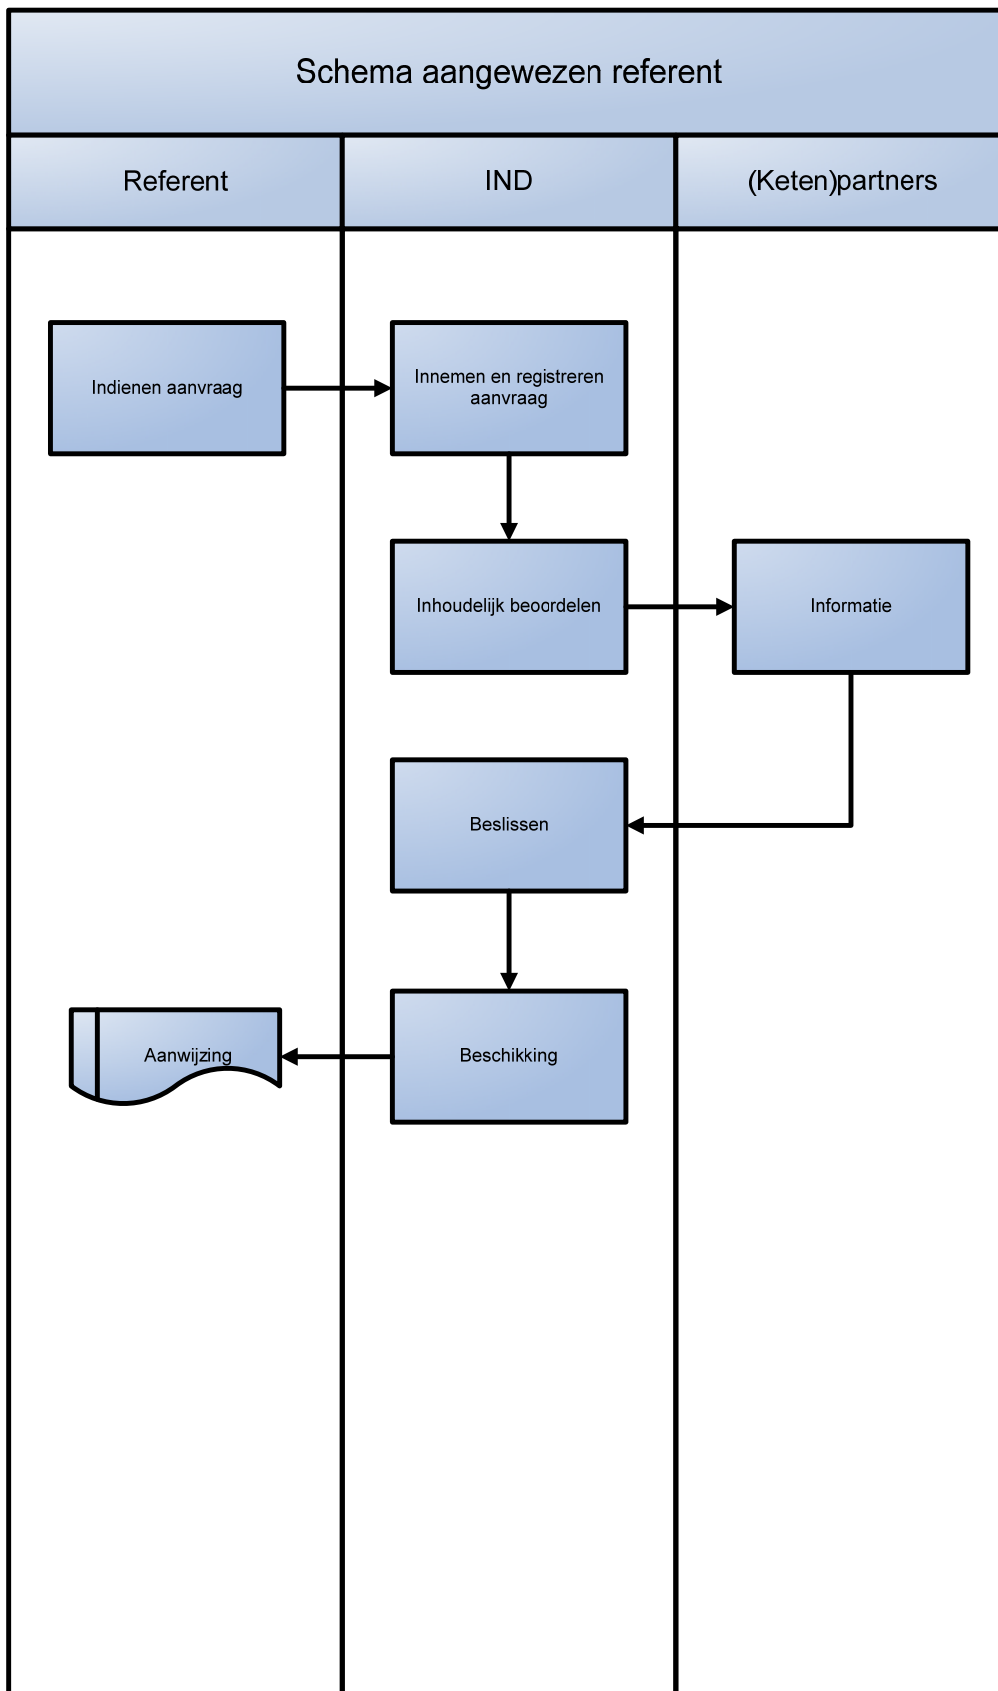 Schema aangewezen referent
Referent
IND
(Keten)partners
Indienen aanvraag
Innemen en registreren
aanvraag
Inhoudelijk beoordelen
Informatie
Beslissen
Aanwijzing
Beschikking